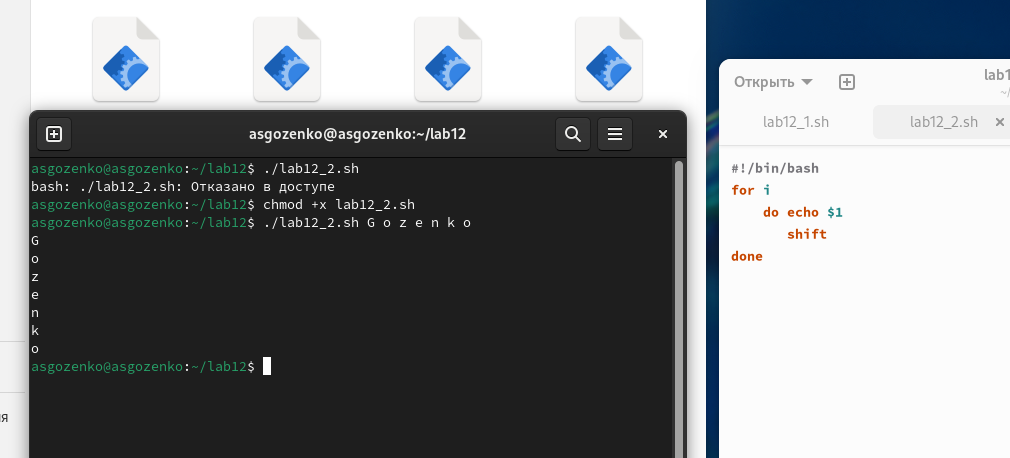 asgozenko@asgozenko:~/lab12
asgozenko@asgozenko:~/lab12$ ./lab12_2.sh
bash: ./lab12_2.sh: Отказано в доступе
asgozenko@asgozenko:~/lab12$ chmod +x lab12_2.sh
asgozenko@asgozenko:~/lab12$ ./lab12_2.sh G o z e n k o
G
o
z
e
n
k
o
asgozenko@asgozenko:~/lab12$
ия
Открыть
lab1
~/
lab12_1.sh
lab12_2.sh
#!/bin/bash
for i
    do echo $1
       shift
done